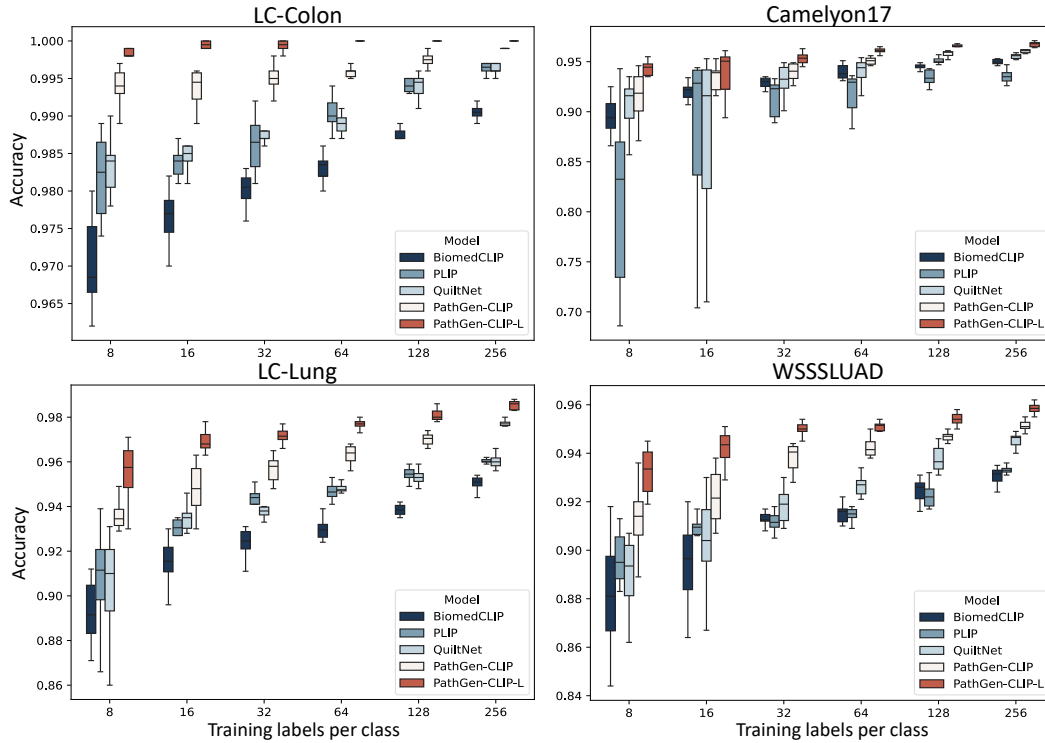 LC-Colon
Accuracy
1.000
0.995
0.990
0.985
0.980
0.975
0.970
0.965
8 16 32 64 128 256
Model
BiomedCLIP
PLIP
QuiltNet
PathGen-CLIP
PathGen-CLIP-L
Camelyon17
0.95
0.90
0.85
0.80
0.75
0.70
8 16 32 64 128 256
Model
BiomedCLIP
PLIP
QuiltNet
PathGen-CLIP
PathGen-CLIP-L
LC-Lung
Accuracy
0.98
0.96
0.94
0.92
0.90
0.88
0.86
8 16 32 64 128 256
Training labels per class
Model
BiomedCLIP
PLIP
QuiltNet
PathGen-CLIP
PathGen-CLIP-L
WSSSLUAD
0.96
0.94
0.92
0.90
0.88
0.86
0.84
8 16 32 64 128 256
Training labels per class
Model
BiomedCLIP
PLIP
QuiltNet
PathGen-CLIP
PathGen-CLIP-L